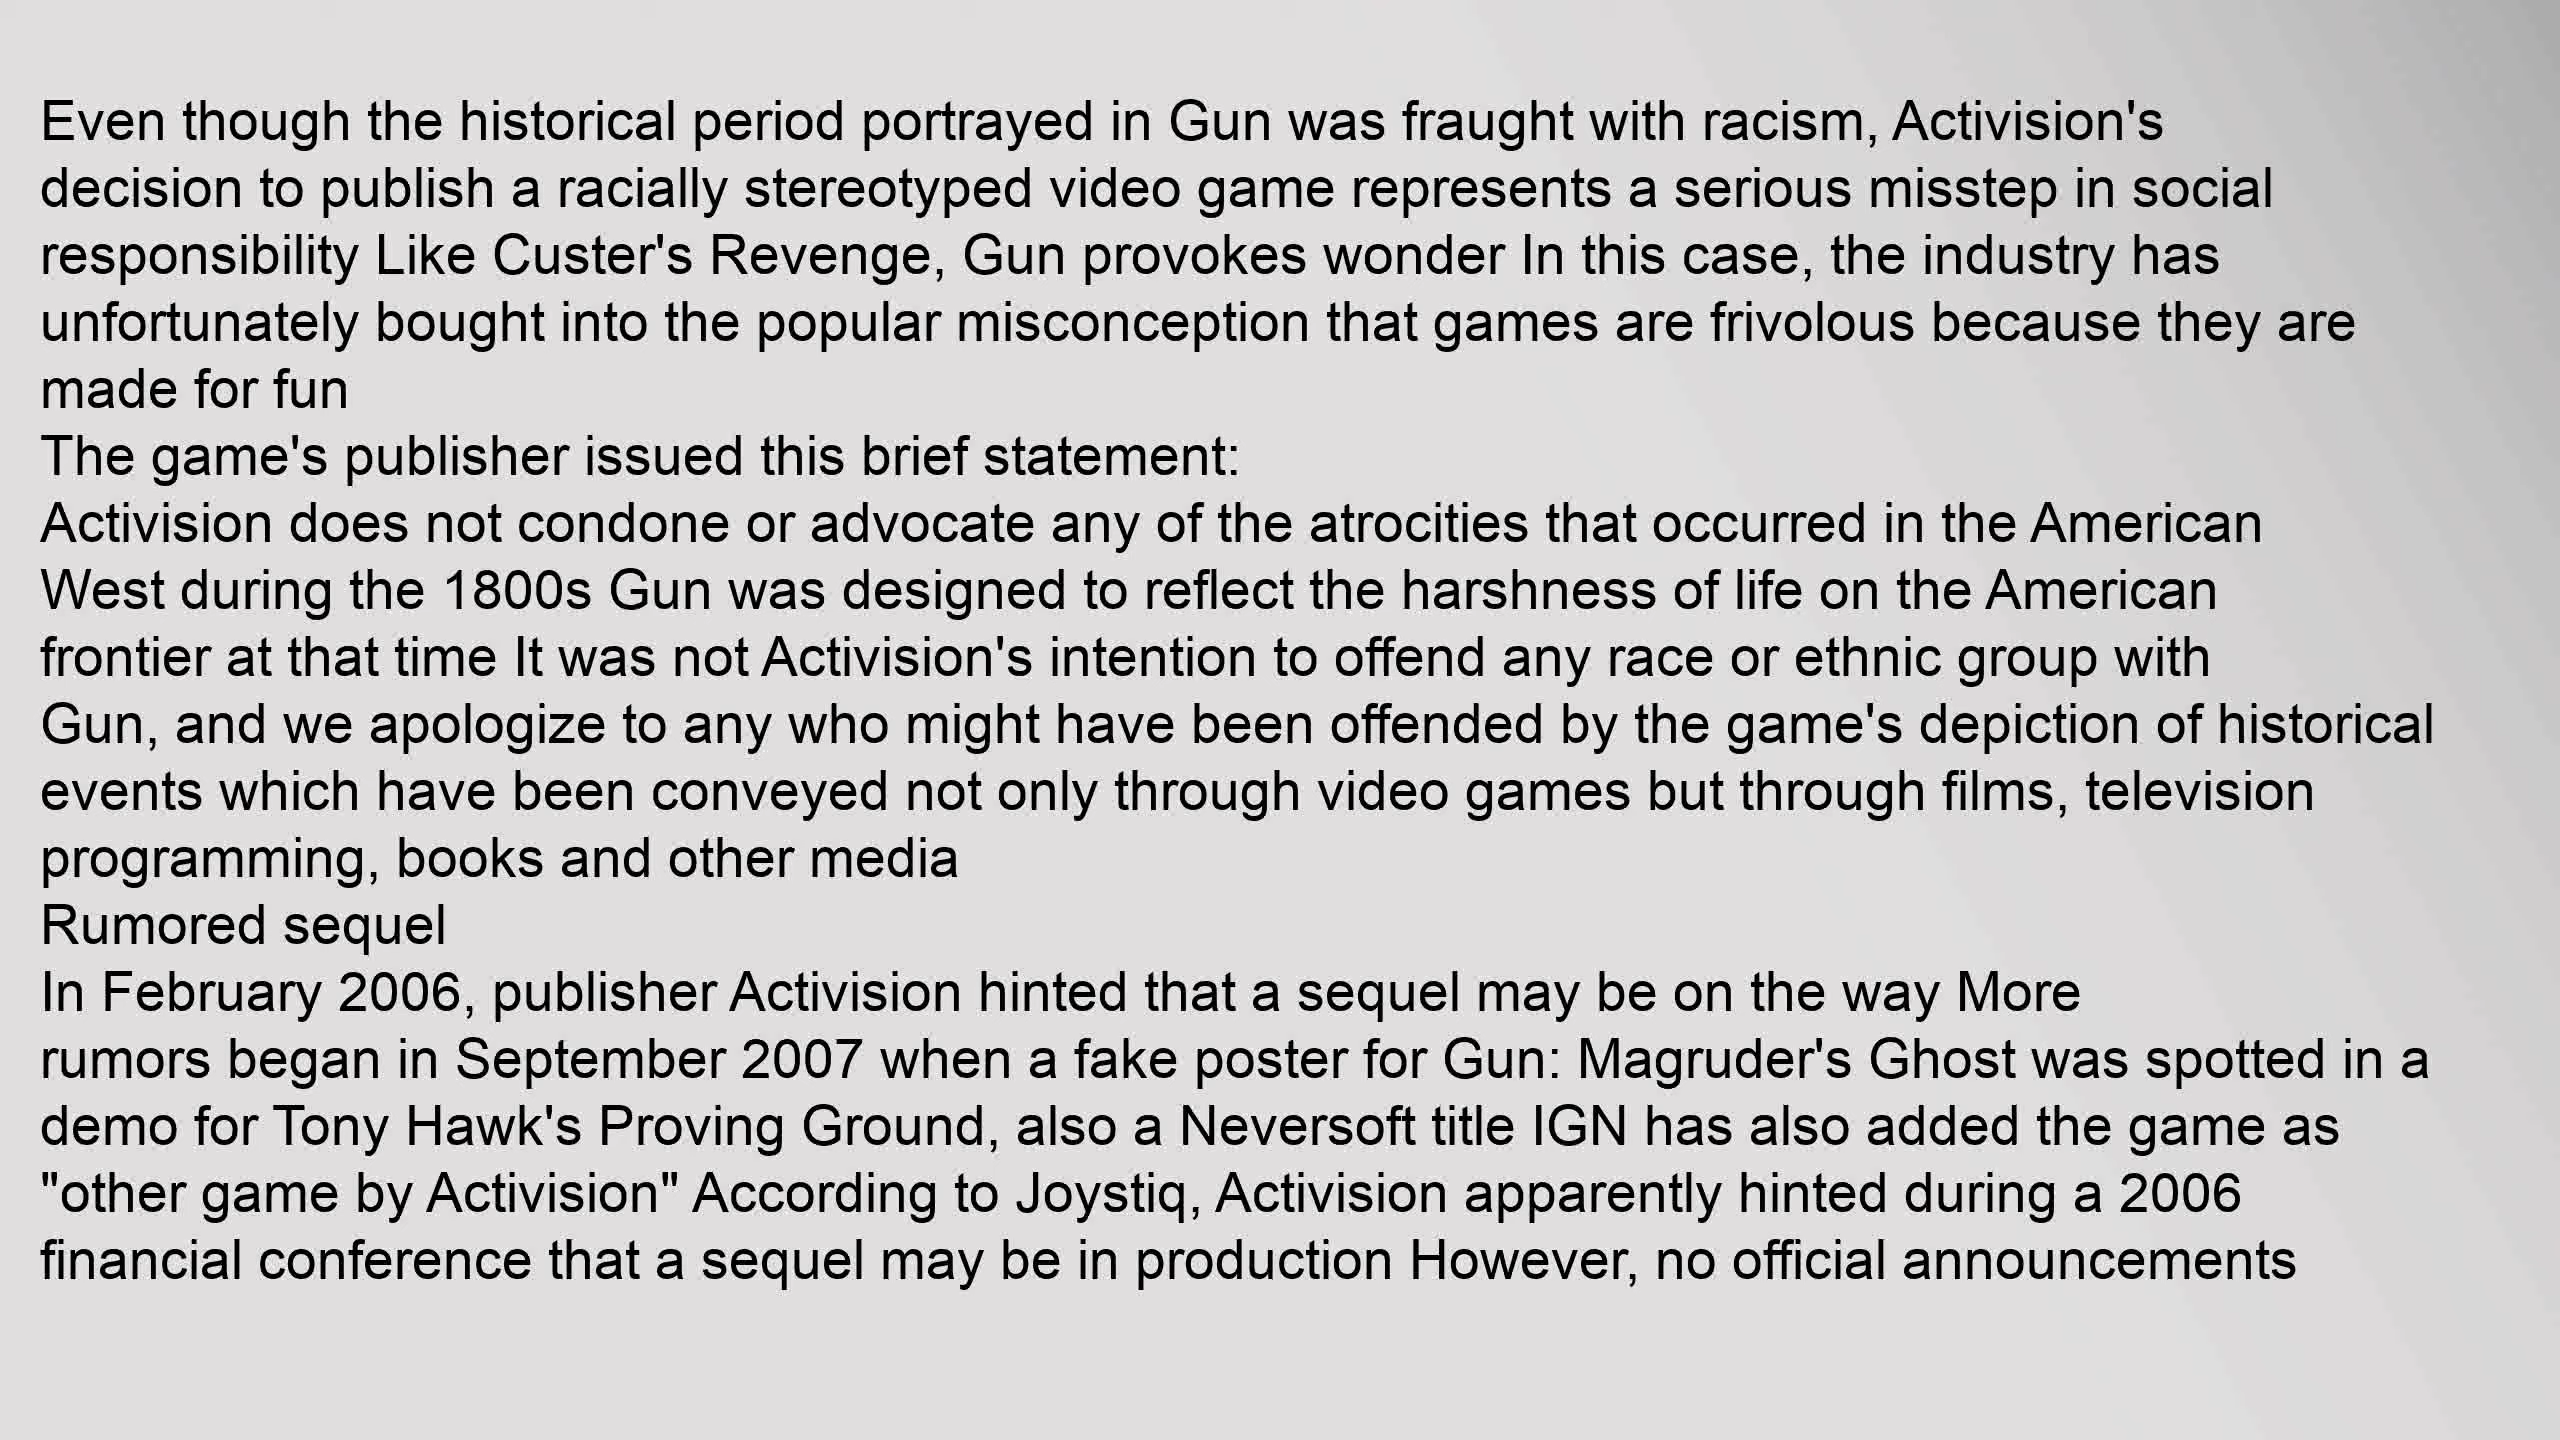 Even though the historical period portrayed in Gun was fraught with racism, Activision's
decision to publish a racially stereotyped video game represents a serious misstep in social
responsibility Like Custer's Revenge, Gun provokes wonder In this case, the industry has
unfortunately bought into the popular misconception that games are frivolous because they are
made for fun
The game's publisher issued this brief statement:
Activision does not condone or advocate any of the atrocities that occurred in the American
West during the 1800s Gun was designed to reflect the harshness of life on the American
frontier at that time It was not Activision's intention to offend any race or ethnic group with
Gun, and we apologize to any who might have been offended by the game's depiction of historical
events which have been conveyed not only through video games but through films, television
programming, books and other media
Rumored sequel
In February 2006, publisher Activision hinted that a sequel may be on the way More
rumors began in September 2007 when a fake poster for Gun: Magruder's Ghost was spotted in a
demo for Tony Hawk's Proving Ground, also a Neversoft title IGN has also added the game as
"other game by Activision" According to Joystiq, Activision apparently hinted during a 2006
financial conference that a sequel may be in production However, no official announcements